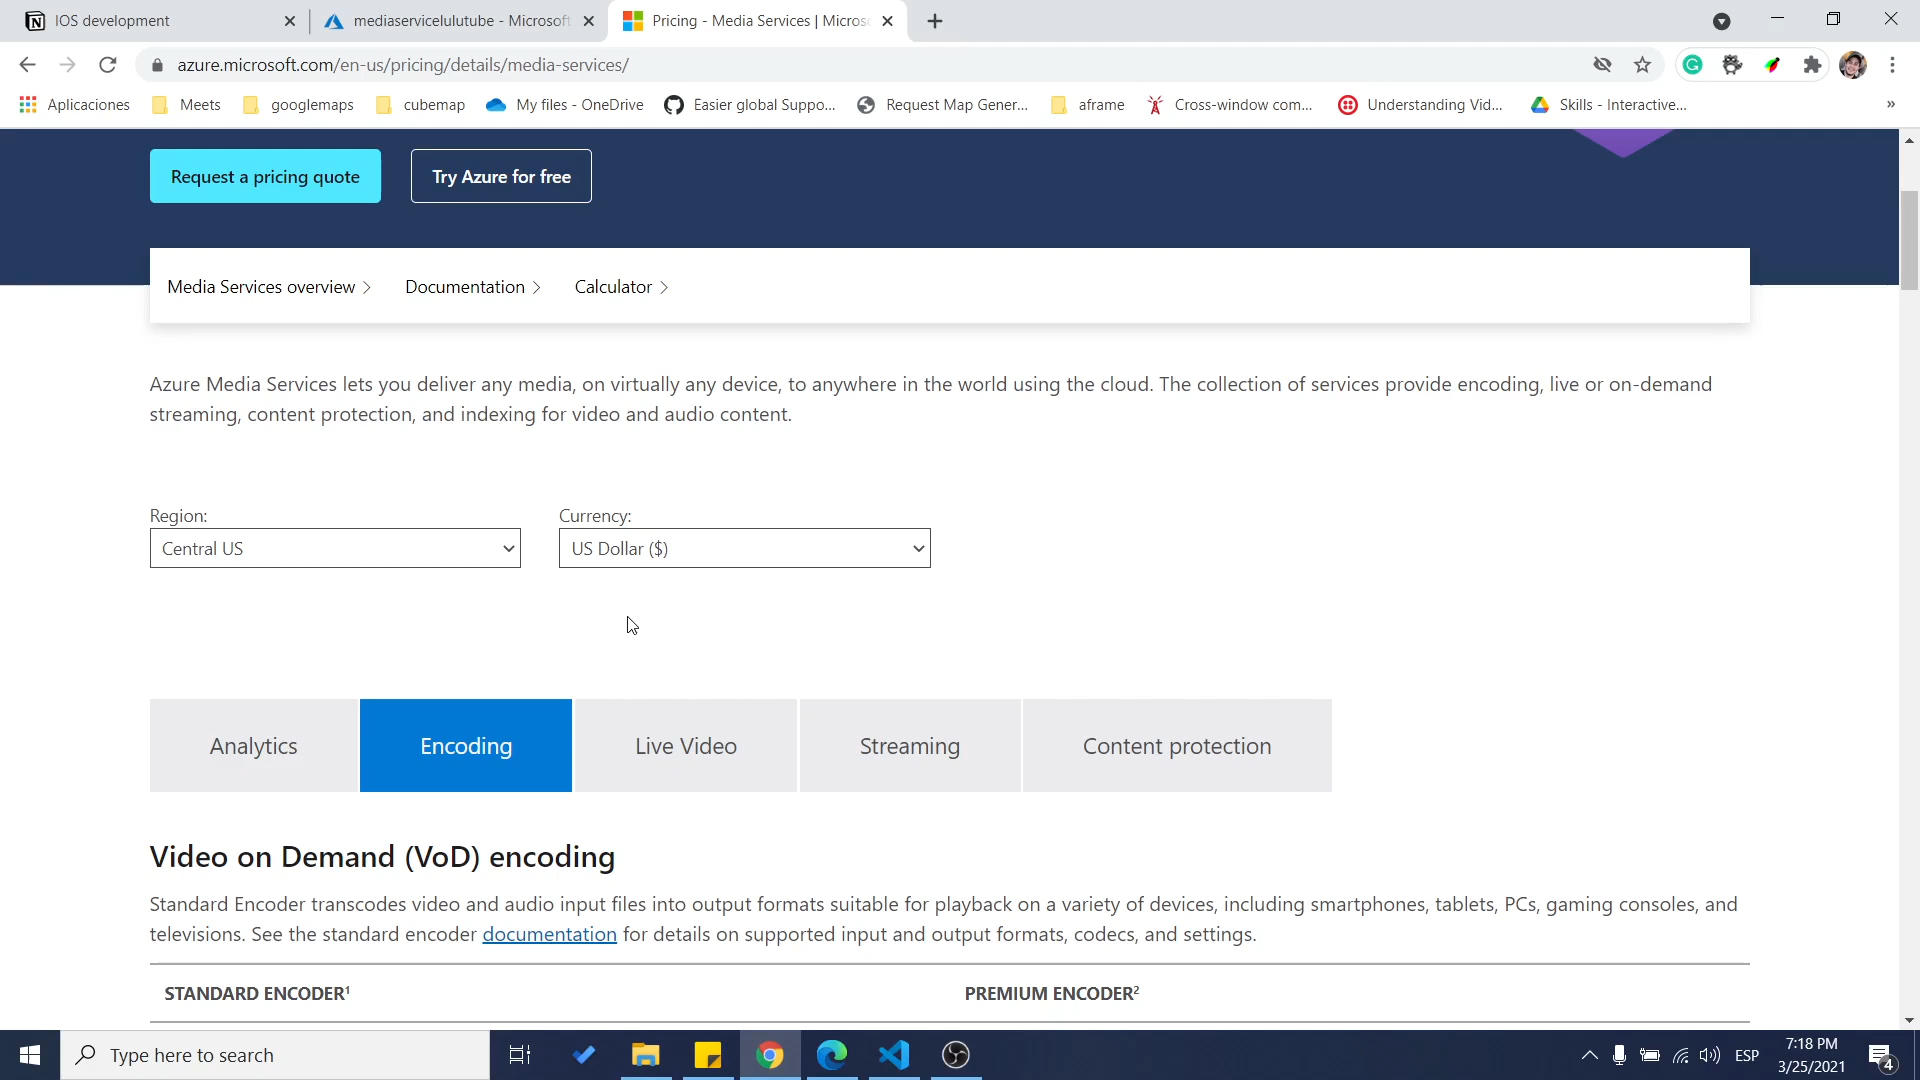 IOS development
mediaservicelulutube - Microsoft
Pricing - Media Services | Micros
azure.microsoft.com/en-us/pricing/details/media-services/
Aplicaciones
Meets
googlemaps
cubemap
My files - OneDrive
Easier global Suppo...
Request Map Gener...
aframe
Cross-window com...
Understanding Vid...
Skills - Interactive...
»
Request a pricing quote
Try Azure for free
Media Services overview
Documentation
Calculator
Azure Media Services lets you deliver any media, on virtually any device, to anywhere in the world using the cloud. The collection of services provide encoding, live or on-demand
streaming, content protection, and indexing for video and audio content.
Region:
Currency:
Central US
US Dollar ($)
Analytics
Encoding
Live Video
Streaming
Content protection
Video on Demand (VoD) encoding
Standard Encoder transcodes video and audio input files into output formats suitable for playback on a variety of devices, including smartphones, tablets, PCs, gaming consoles, and
televisions. See the standard encoder documentation for details on supported input and output formats, codecs, and settings.
STANDARD ENCODER¹
PREMIUM ENCODER²
Type here to search
ESP
7:18 PM
3/25/2021
4